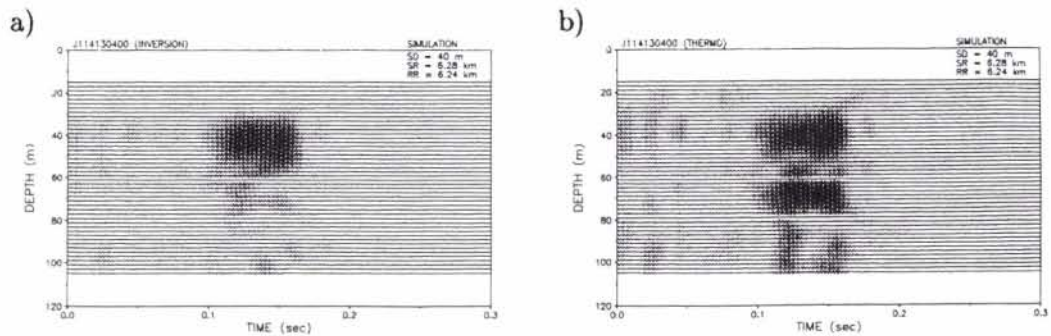 a)
J114130400 (INVERSION)
SIMULATION
SD = 40 m
SR = 6.28 km
RR = 6.24 km
0
20
40
60
80
100
120
DEPTH (m)
0.0 0.1 0.2 0.3
TIME (sec)
b)
J114130400 (THERMO)
SIMULATION
SD = 40 m
SR = 6.28 km
RR = 6.24 km
0
20
40
60
80
100
120
DEPTH (m)
0.0 0.1 0.2 0.3
TIME (sec)